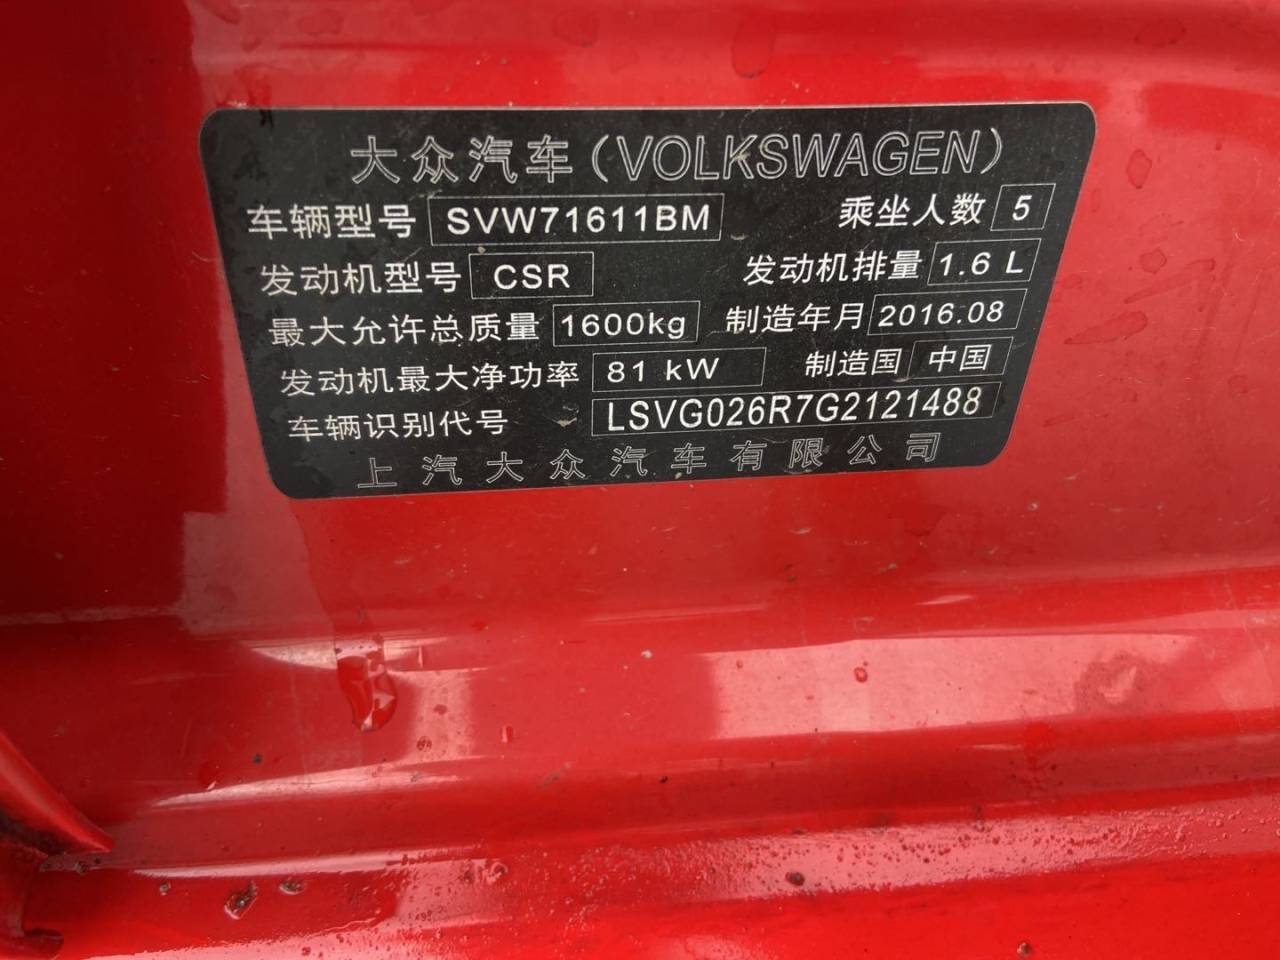 大众汽车(VOLKSWAGEN)
车辆型号 SVW71611BM 乘坐人数 5
发动机型号 CSR 发动机排量 1.6 L
最大允许总质量 1600kg 制造年月 2016.08
发动机最大净功率 81 kW 制造国 中国
车辆识别代号 LSVG026R7G2121488
上汽大众汽车有限公司